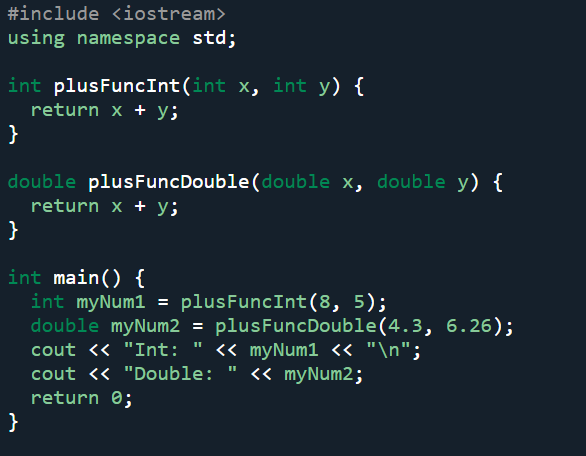 #include <iostream>
using namespace std;

int plusFuncInt(int x, int y) {
  return x + y;
}

double plusFuncDouble(double x, double y) {
  return x + y;
}

int main() {
  int myNum1 = plusFuncInt(8, 5);
  double myNum2 = plusFuncDouble(4.3, 6.26);
  cout << "Int: " << myNum1 << "\n";
  cout << "Double: " << myNum2;
  return 0;
}